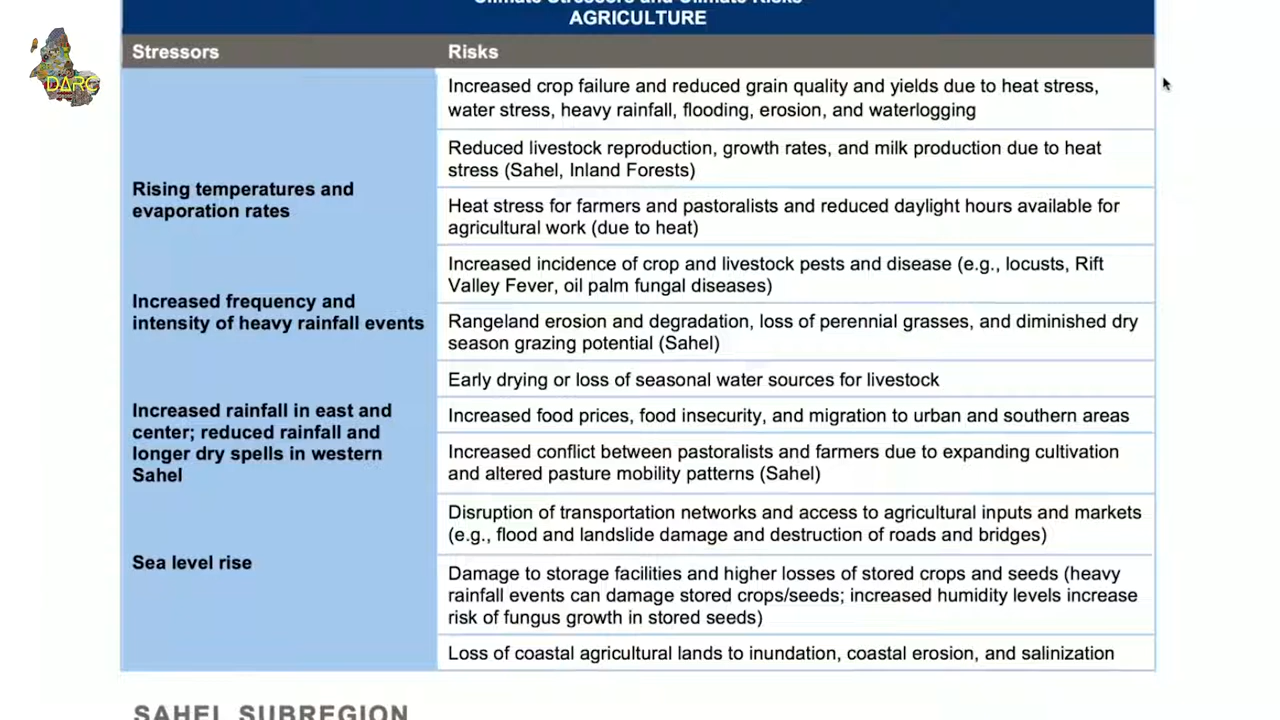 Climate Stressors and Climate Risks
AGRICULTURE
DARC
Stressors
Risks
Rising temperatures and
evaporation rates
Increased frequency and
intensity of heavy rainfall events
Increased rainfall in east and
center; reduced rainfall and
longer dry spells in western
Sahel
Sea level rise
Increased crop failure and reduced grain quality and yields due to heat stress,
water stress, heavy rainfall, flooding, erosion, and waterlogging
Reduced livestock reproduction, growth rates, and milk production due to heat
stress (Sahel, Inland Forests)
Heat stress for farmers and pastoralists and reduced daylight hours available for
agricultural work (due to heat)
Increased incidence of crop and livestock pests and disease (e.g., locusts, Rift
Valley Fever, oil palm fungal diseases)
Rangeland erosion and degradation, loss of perennial grasses, and diminished dry
season grazing potential (Sahel)
Early drying or loss of seasonal water sources for livestock
Increased food prices, food insecurity, and migration to urban and southern areas
Increased conflict between pastoralists and farmers due to expanding cultivation
and altered pasture mobility patterns (Sahel)
Disruption of transportation networks and access to agricultural inputs and markets
(e.g., flood and landslide damage and destruction of roads and bridges)
Damage to storage facilities and higher losses of stored crops and seeds (heavy
rainfall events can damage stored crops/seeds; increased humidity levels increase
risk of fungus growth in stored seeds)
Loss of coastal agricultural lands to inundation, coastal erosion, and salinization
SAHEL SUBREGION